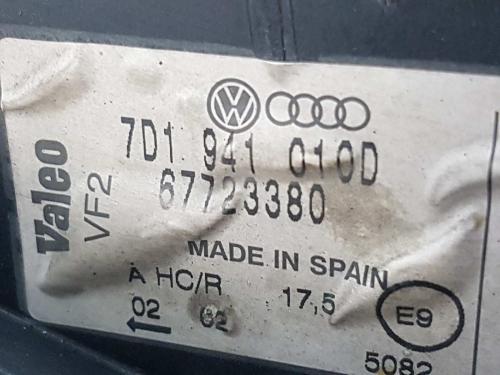 7D1 941 010D
67723380
Valeo
VF2
MADE IN SPAIN
A HC/R 17,5
02 02
E9
5082